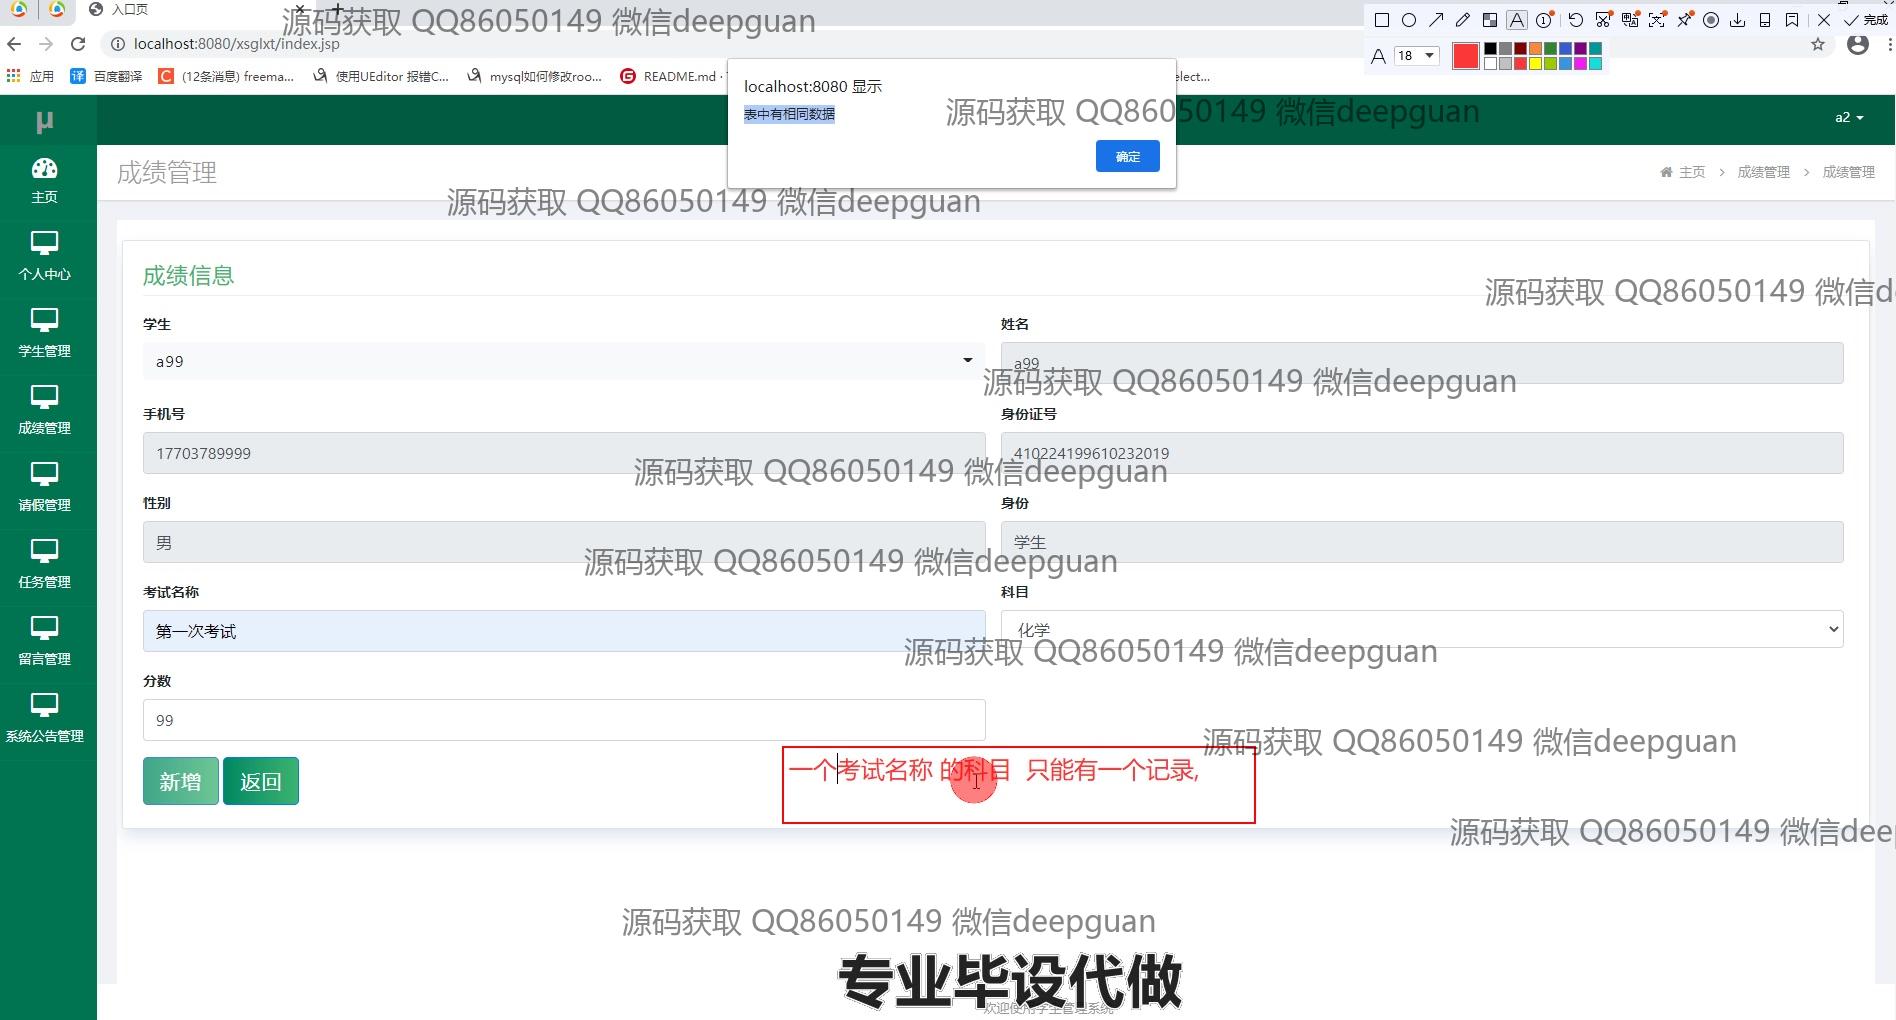 入口页
源码获取 QQ86050149 微信deepguan
完成
localhost:8080/xsglxt/index.jsp
18
应用
百度翻译
(12条消息) freema...
使用UEditor 报错C...
mysql如何修改roo...
README.md ·
elect...
localhost:8080 显示
表中有相同数据
源码获取 QQ86050149 微信deepguan
确定
μ
a2
主页
成绩管理
主页
成绩管理
成绩管理
源码获取 QQ86050149 微信deepguan
个人中心
成绩信息
源码获取 QQ86050149 微信d
学生
姓名
学生管理
a99
a99
源码获取 QQ86050149 微信deepguan
手机号
身份证号
成绩管理
17703789999
410224199610232019
源码获取 QQ86050149 微信deepguan
请假管理
性别
身份
男
学生
源码获取 QQ86050149 微信deepguan
任务管理
考试名称
科目
第一次考试
化学
源码获取 QQ86050149 微信deepguan
留言管理
分数
99
系统公告管理
源码获取 QQ86050149 微信deepguan
新增
返回
一个考试名称 的科目 只能有一个记录,
源码获取 QQ86050149 微信dee
源码获取 QQ86050149 微信deepguan
专业毕设代做
欢迎使用学生管理系统